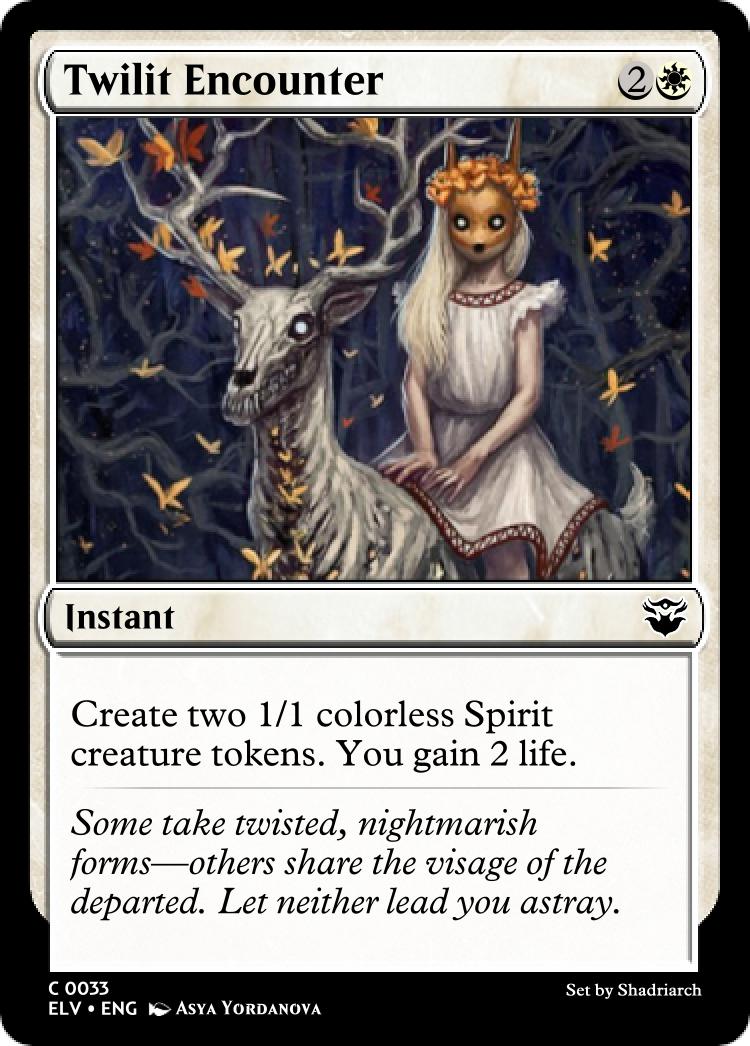 Twilit Encounter 2
Instant
Create two 1/1 colorless Spirit
creature tokens. You gain 2 life.
Some take twisted, nightmarish
forms—others share the visage of the
departed. Let neither lead you astray.
C 0033
ELV • ENG Asya Yordanova
Set by Shadriarch